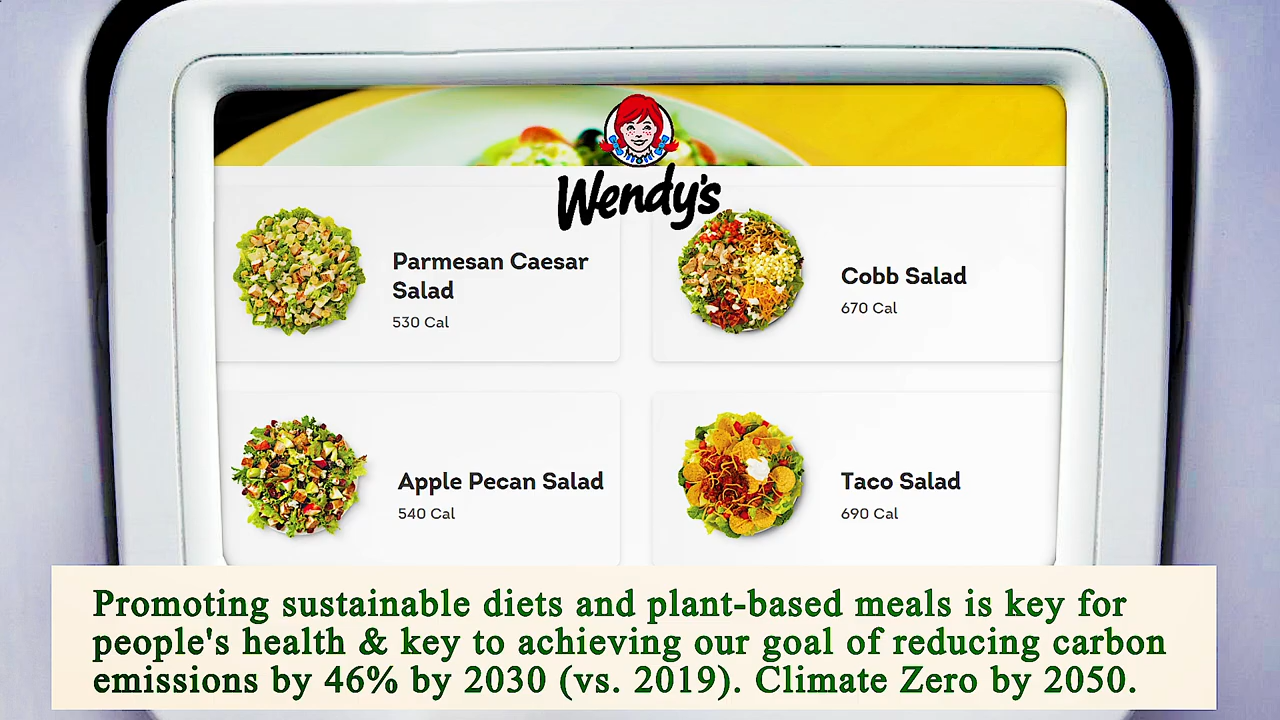 Wendy's
Parmesan Caesar
Salad
530 Cal
Cobb Salad
670 Cal
Apple Pecan Salad
540 Cal
Taco Salad
690 Cal
Promoting sustainable diets and plant-based meals is key for
people's health & key to achieving our goal of reducing carbon
emissions by 46% by 2030 (vs. 2019). Climate Zero by 2050.